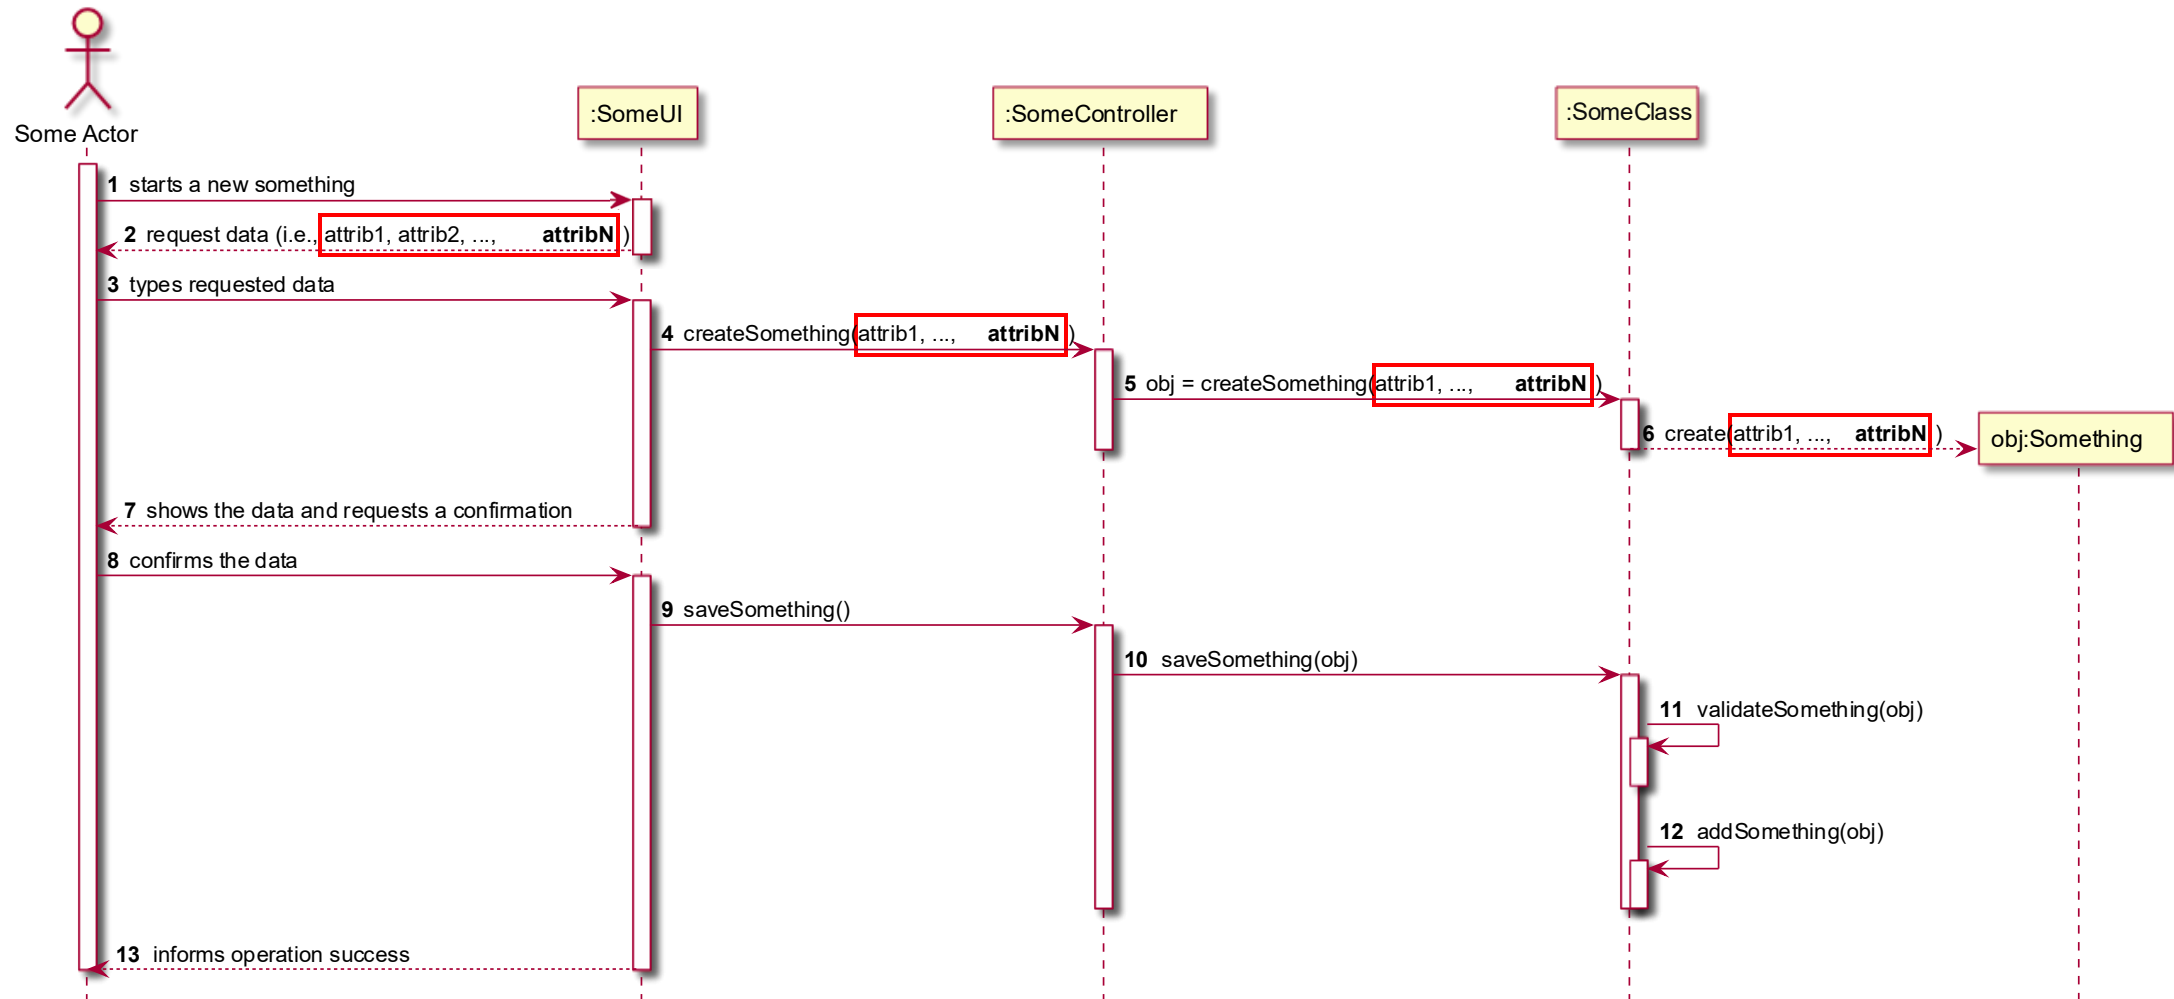 Some Actor
:SomeUI
:SomeController
:SomeClass
1 starts a new something
2 request data (i.e., attrib1, attrib2, ..., attribN )
3 types requested data
4 createSomething(attrib1, ..., attribN )
5 obj = createSomething(attrib1, ..., attribN )
6 create(attrib1, ..., attribN )
obj:Something
7 shows the data and requests a confirmation
8 confirms the data
9 saveSomething()
10 saveSomething(obj)
11 validateSomething(obj)
12 addSomething(obj)
13 informs operation success